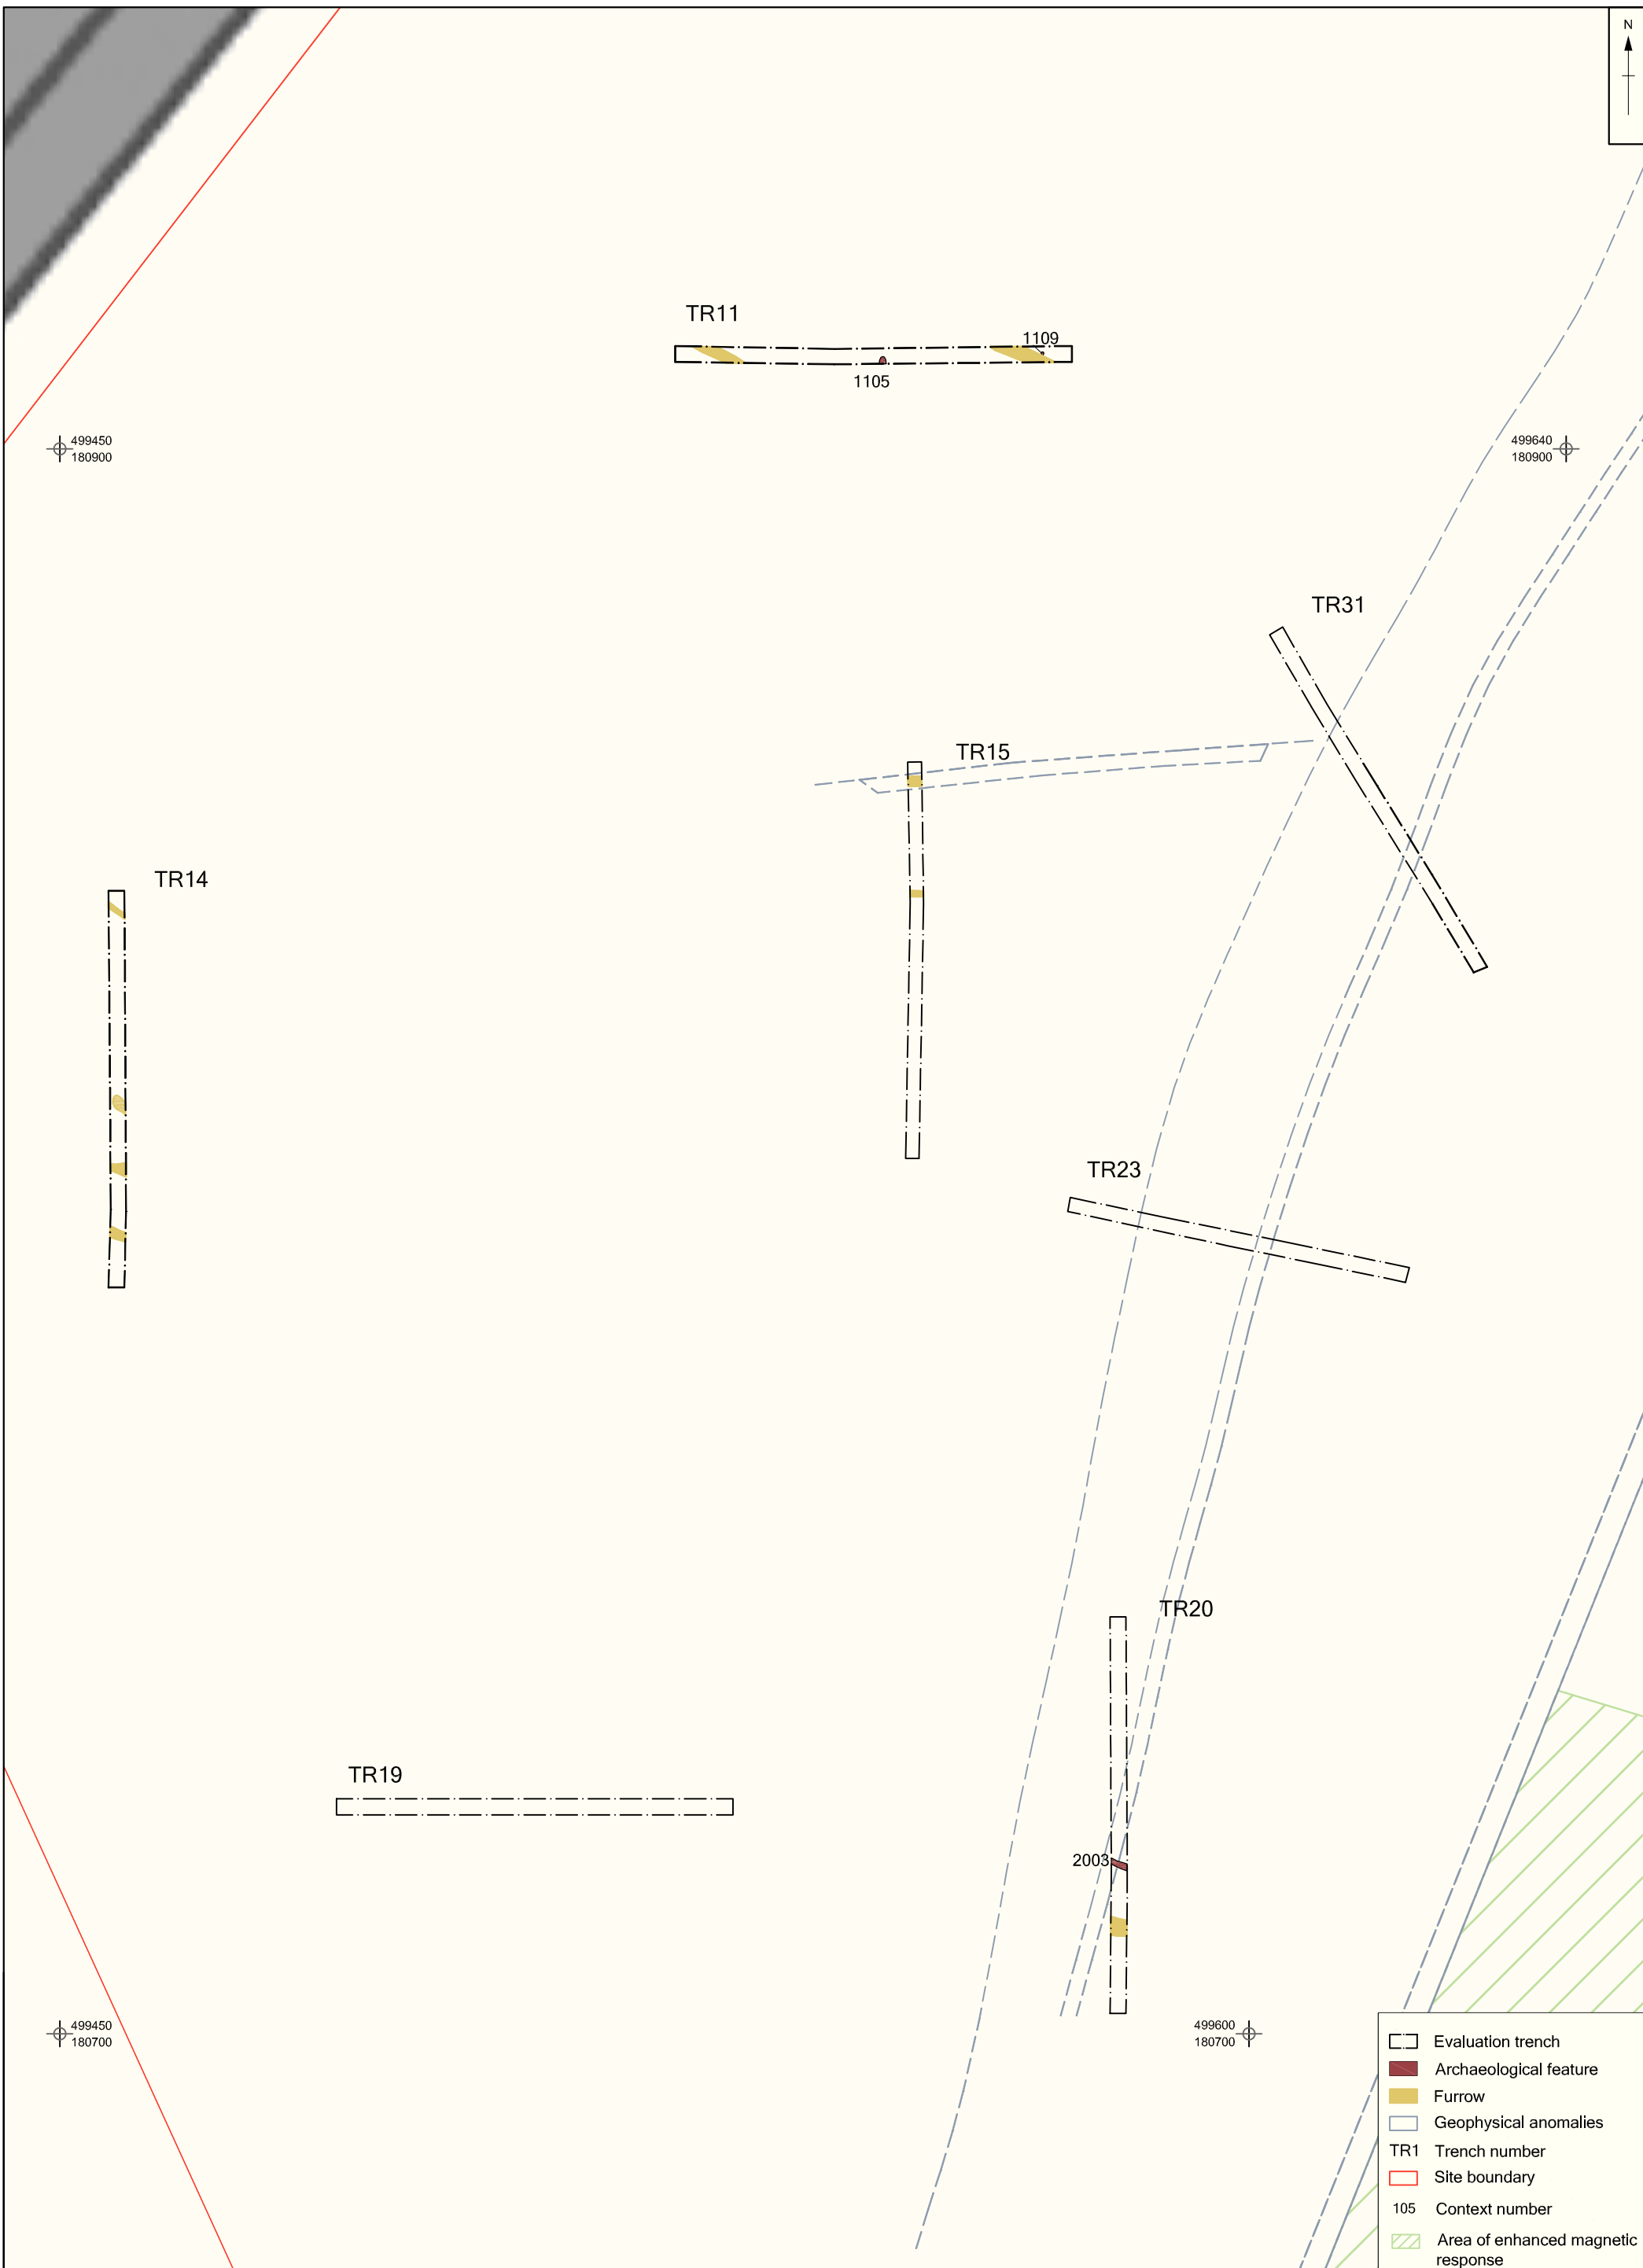 N
TR11
1109
1105
499450
180900
499640
180900
TR31
TR15
TR14
TR23
TR20
TR19
2003
499450
180700
499600
180700
Evaluation trench
Archaeological feature
Furrow
Geophysical anomalies
TR1 Trench number
Site boundary
105 Context number
Area of enhanced magnetic
response